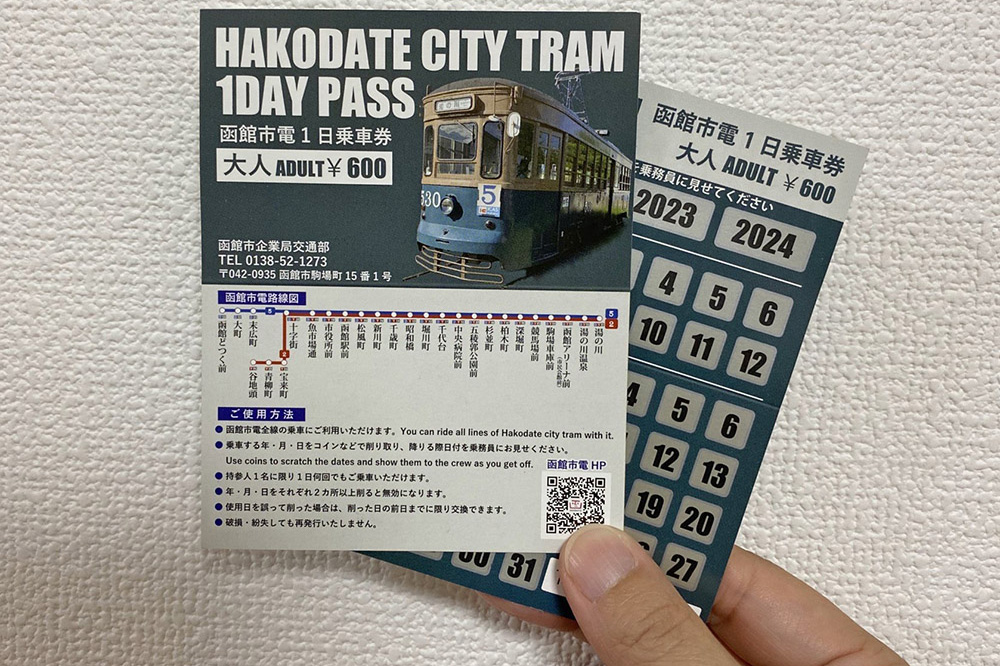 HAKODATE CITY TRAM
1DAY PASS
函館市電1日乗車券
大人 ADULT ¥ 600
530
5
函館市企業局交通部
TEL 0138-52-1273
〒042-0935 函館市駒場町15番1号
函館市電路線図
5
5
2
函館どつく前
大町
末広町
十字街
魚市場通
市役所前
函館駅前
松風町
新川町
千歳町
昭和橋
堀川町
千代台
中央病院前
五稜郭公園前
杉並町
柏木町
深堀町
競馬場前
駒場車庫前
函館アリーナ前
(市民会館前)
湯の川温泉
湯の川
2
谷地頭
青柳町
宝来町
ご使用方法
●函館市電全線の乗車にご利用いただけます。You can ride all lines of Hakodate city tram with it.
●乗車する年・月・日をコインなどで削り取り、降りる際日付を乗務員にお見せください。
Use coins to scratch the dates and show them to the crew as you get off.
●持参人1名に限り1日何回でもご乗車いただけます。
●年・月・日をそれぞれ2カ所以上削ると無効になります。
●使用日を誤って削った場合は、削った日の前日までに限り交換できます。
●破損・紛失しても再発行いたしません。
函館市電 HP
函館市電1日乗車券
大人 ADULT ¥ 600
乗務員に見せてください
2023 2024
4 5 6
10 11 12
4 5 6
12 13
19 20
27
30 31